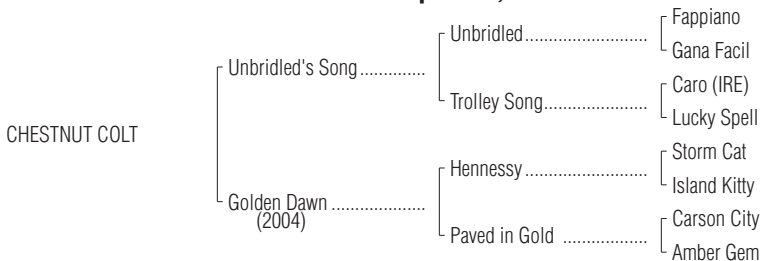 Fappiano
Unbridled
Gana Facil
Unbridled's Song
Caro (IRE)
Trolley Song
Lucky Spell
CHESTNUT COLT
Storm Cat
Hennessy
Island Kitty
Golden Dawn
(2004)
Carson City
Paved in Gold
Amber Gem